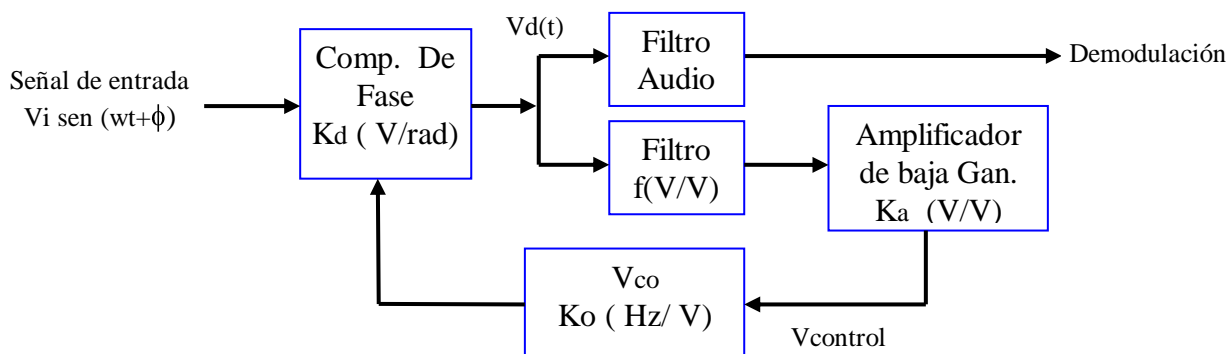 Vd(t)
Comp. De
Fase
Kd ( V/rad)
Filtro
Audio
Demodulación
Señal de entrada
Vi sen (wt+ϕ)
Filtro
f(V/V)
Amplificador
de baja Gan.
Ka (V/V)
Vco
Ko ( Hz/ V)
Vcontrol